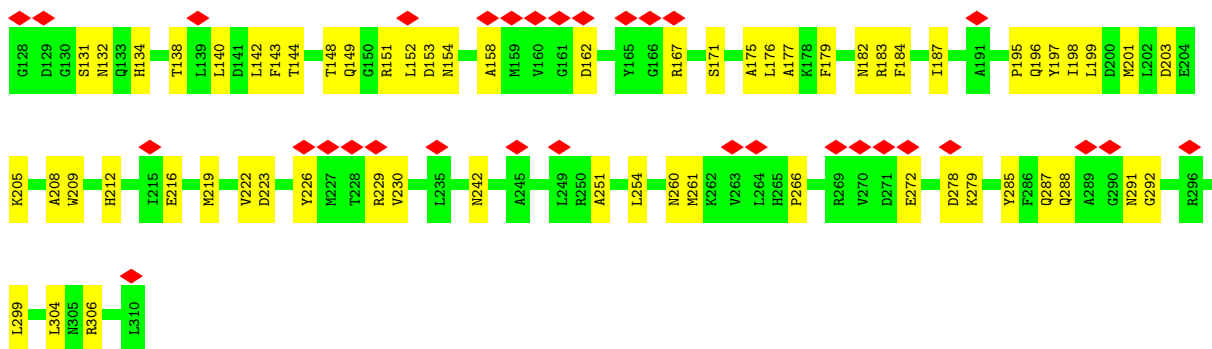 G128 D129 G130 S131 N132 Q133 H134 T138 L139 L140 D141 L142 F143 T144 T148 Q149 G150 R151 L152 D153 N154 A158 M159 V160 G161 D162 Y165 G166 R167 S171 A175 L176 A177 K178 F179 N182 R183 F184 I187 A191 P195 Q196 Y197 I198 L199 D200 M201 L202 D203 E204
K205 A208 W209 H212 I215 E216 M219 V222 D223 Y226 M227 T228 R229 V230 L235 N242 A245 L249 R250 A251 L254 N260 M261 K262 V263 L264 H265 P266 R269 V270 D271 E272 D278 K279 Y285 F286 Q287 Q288 A289 G290 N291 G292 R296
L299 L304 N305 R306 L310